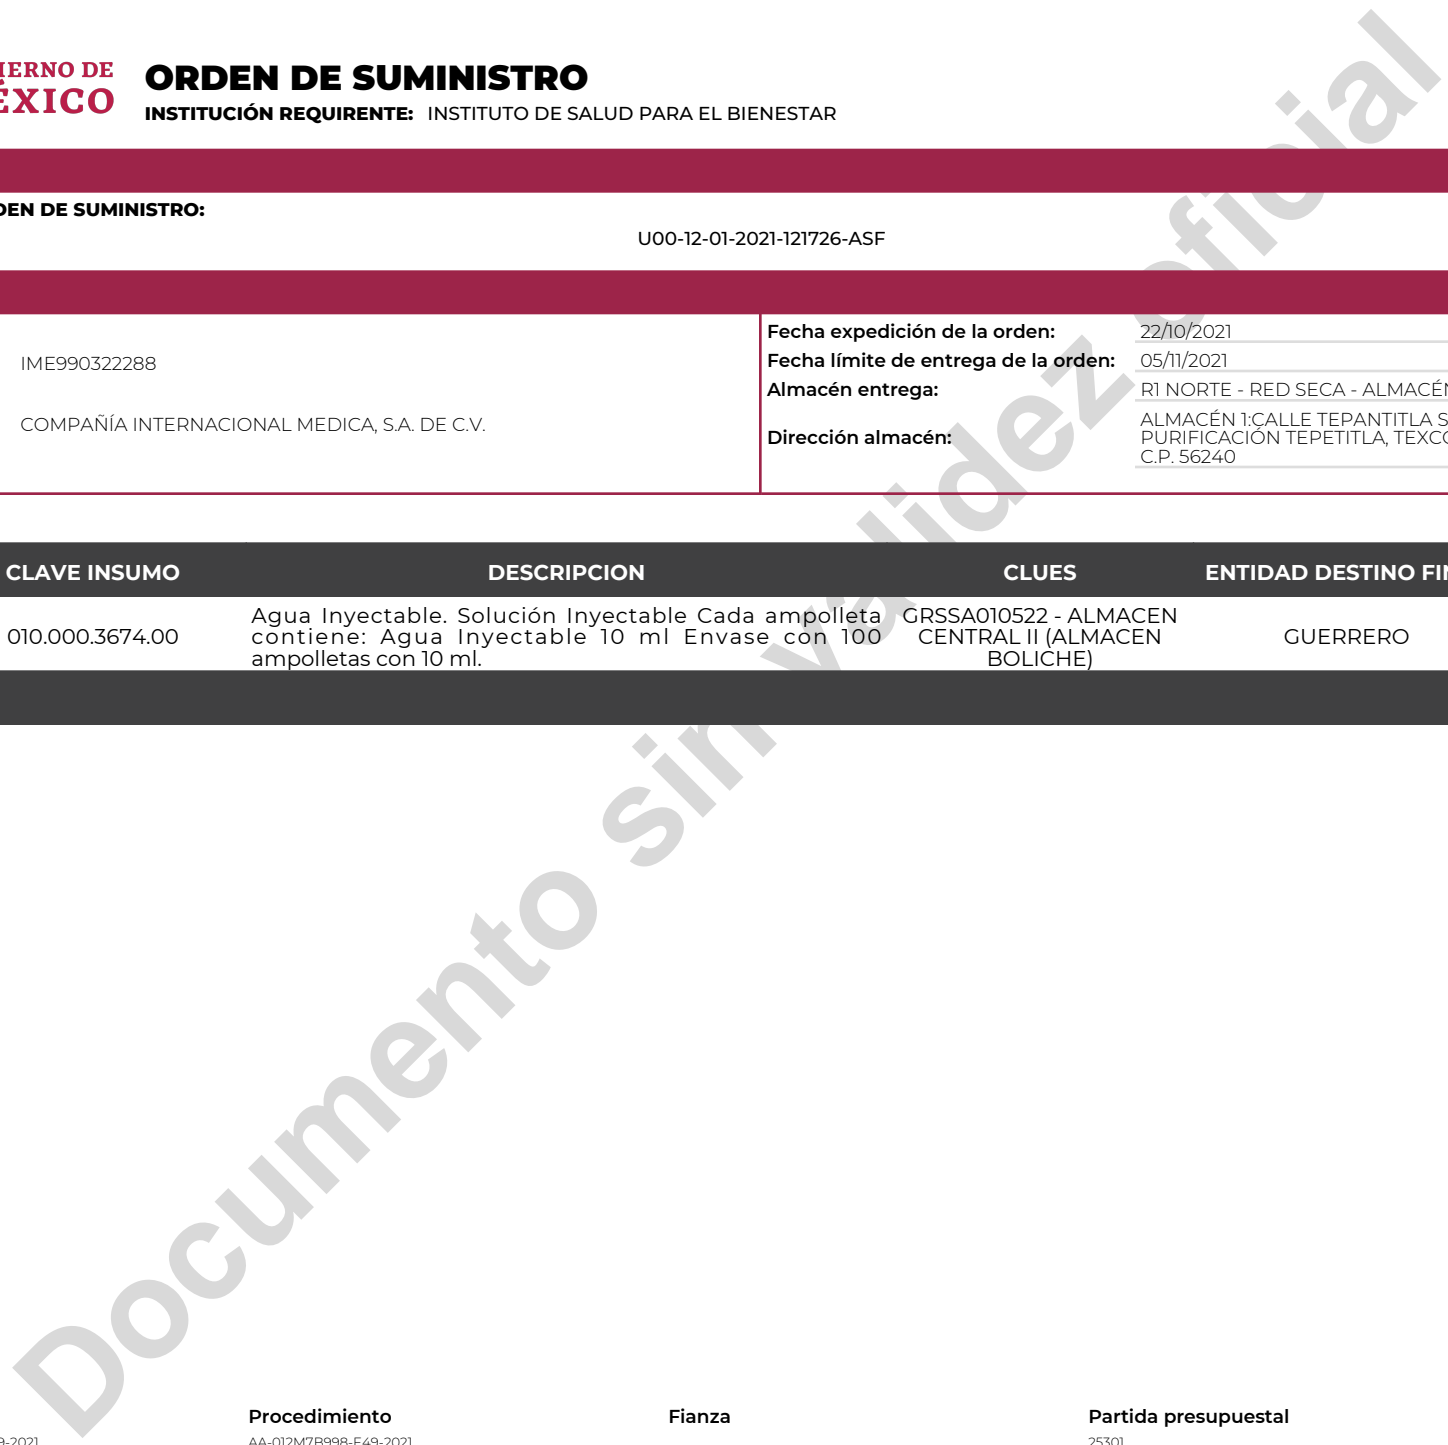 IERNO DE
ÉXICO
ORDEN DE SUMINISTRO
INSTITUCIÓN REQUIRENTE: INSTITUTO DE SALUD PARA EL BIENESTAR
DEN DE SUMINISTRO:
U00-12-01-2021-121726-ASF
IME990322288
COMPAÑÍA INTERNACIONAL MEDICA, S.A. DE C.V.
Fecha expedición de la orden: 22/10/2021
Fecha límite de entrega de la orden: 05/11/2021
Almacén entrega: R1 NORTE - RED SECA - ALMACÉN
Dirección almacén: ALMACÉN 1:CALLE TEPANTITLA S
PURIFICACIÓN TEPETITLA, TEXCO
C.P. 56240
CLAVE INSUMO DESCRIPCION CLUES ENTIDAD DESTINO FIN
010.000.3674.00
Agua Inyectable. Solución Inyectable Cada ampolleta
contiene: Agua Inyectable 10 ml Envase con 100
ampolletas con 10 ml.
GRSSA010522 - ALMACEN
CENTRAL II (ALMACEN
BOLICHE)
GUERRERO
Documento sin validez oficial
Procedimiento Fianza Partida presupuestal
9-2021 AA-012M7B998-E49-2021 25301